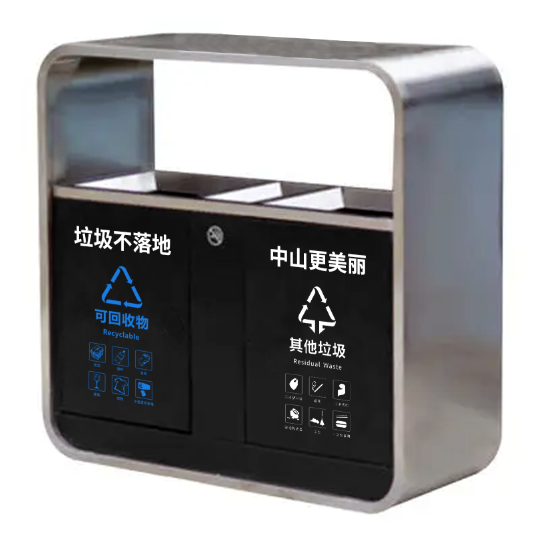 垃圾不落地
可回收物
Recyclable
中山更美丽
其他垃圾
Residual Waste